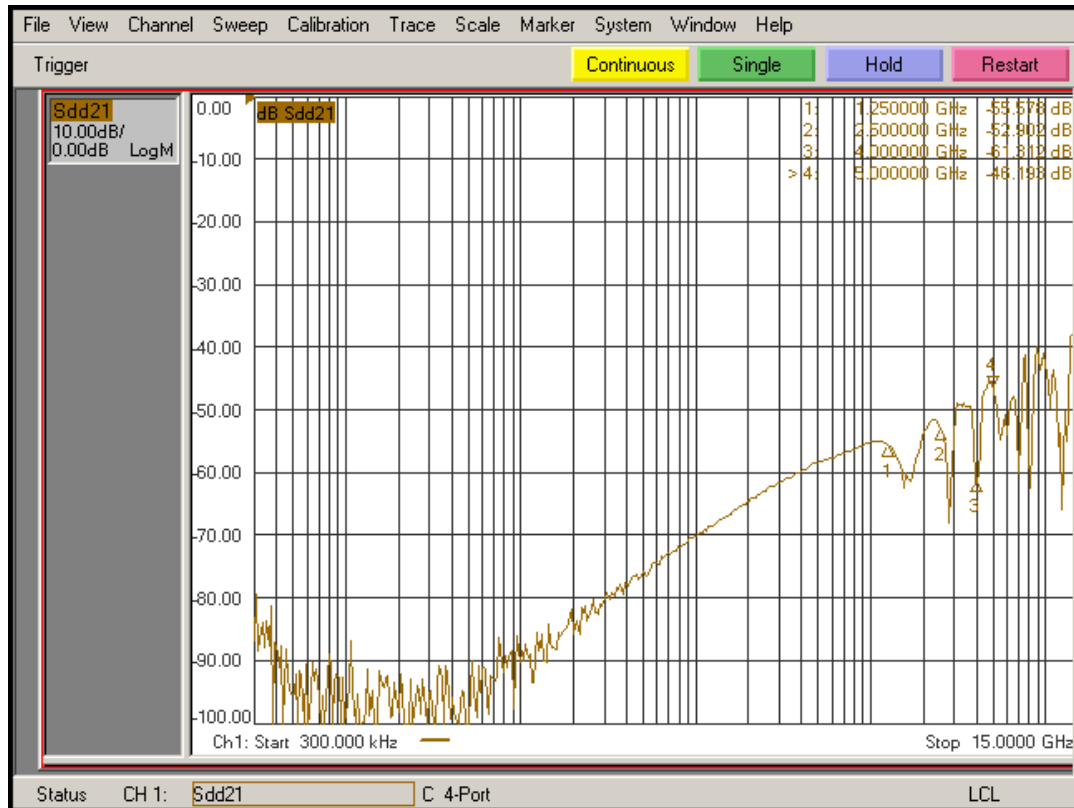 File View Channel Sweep Calibration Trace Scale Marker System Window Help
Trigger Continuous Single Hold Restart
Sdd21
10.00dB/
0.00dB LogM
dB Sdd21
0.00
-10.00
-20.00
-30.00
-40.00
-50.00
-60.00
-70.00
-80.00
-90.00
-100.00
1: 1.250000 GHz -55.578 dB
2: 2.500000 GHz -52.902 dB
3: 4.000000 GHz -61.812 dB
> 4: 5.000000 GHz -46.193 dB
4
1
2
3
Ch1: Start 300.000 kHz Stop 15.0000 GHz
Status CH 1: Sdd21 C 4-Port LCL